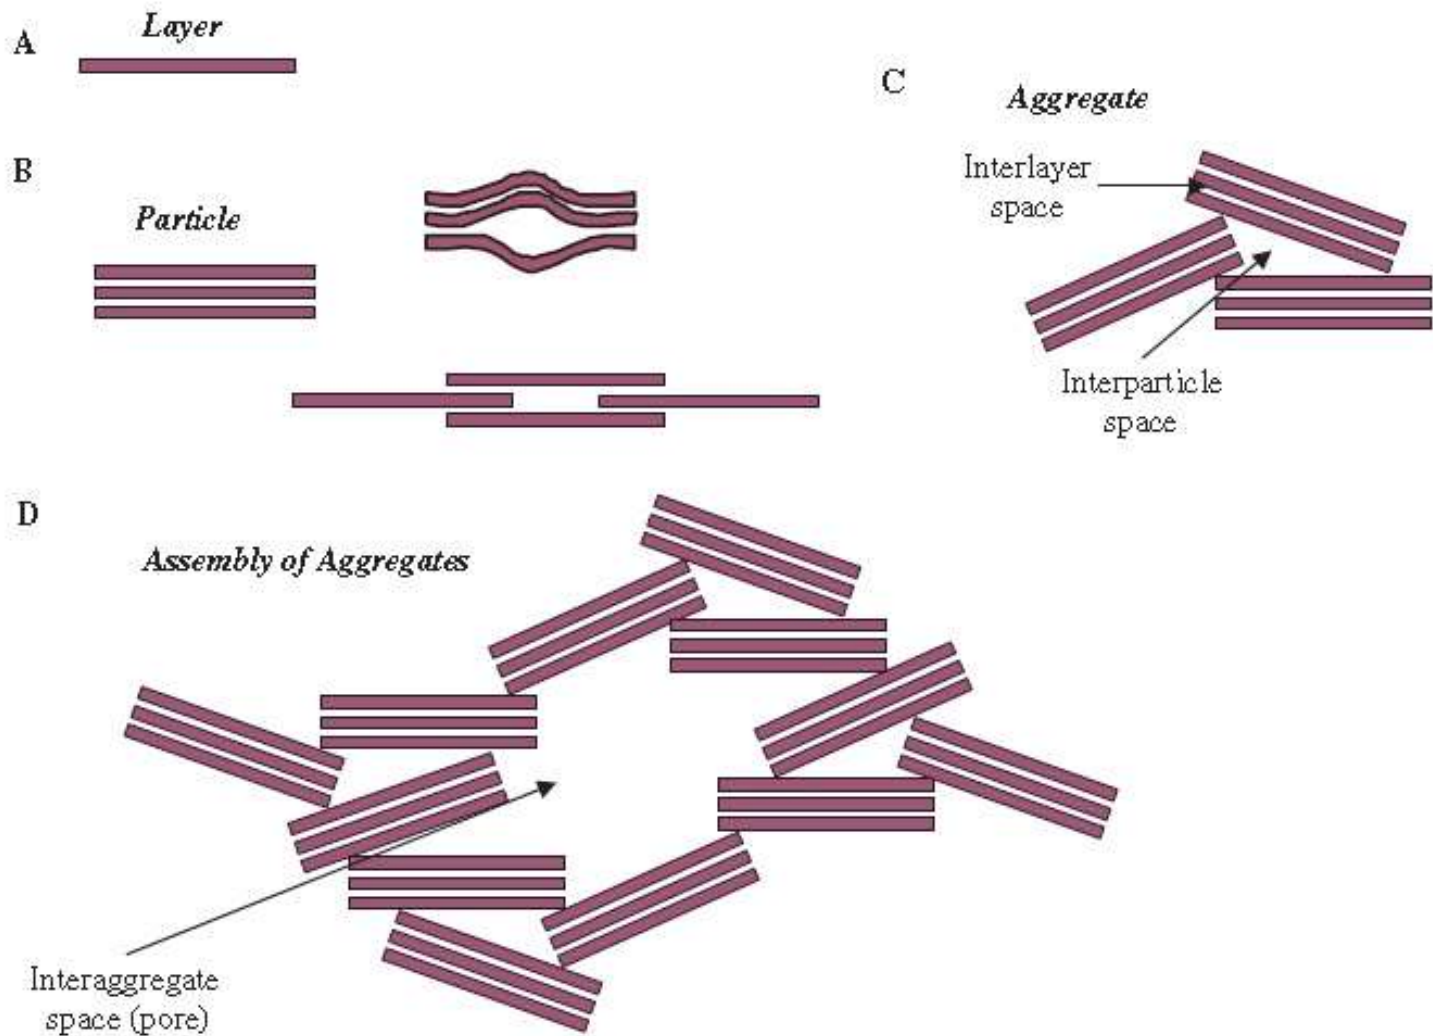 A
Layer
B
Particle
C
Aggregate
Interlayer
space
Interparticle
space
D
Assembly of Aggregates
Interaggregate
space (pore)